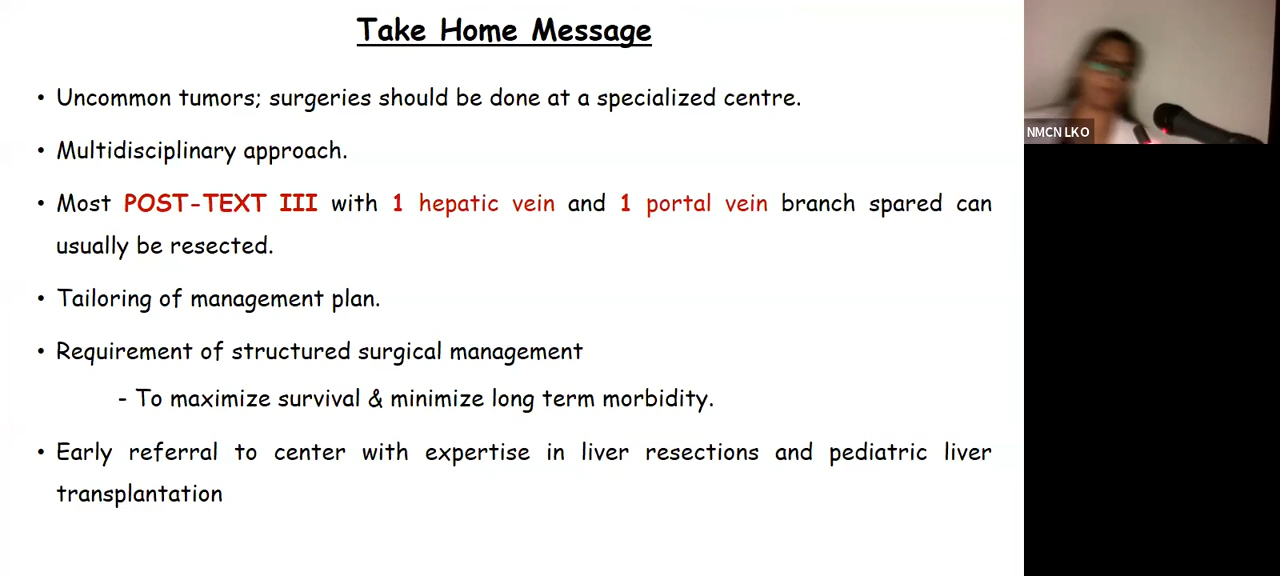 Take Home Message
• Uncommon tumors; surgeries should be done at a specialized centre.
• Multidisciplinary approach.
• Most POST-TEXT III with 1 hepatic vein and 1 portal vein branch spared can
usually be resected.
• Tailoring of management plan.
• Requirement of structured surgical management
- To maximize survival & minimize long term morbidity.
• Early referral to center with expertise in liver resections and pediatric liver
transplantation
NMCN LKO